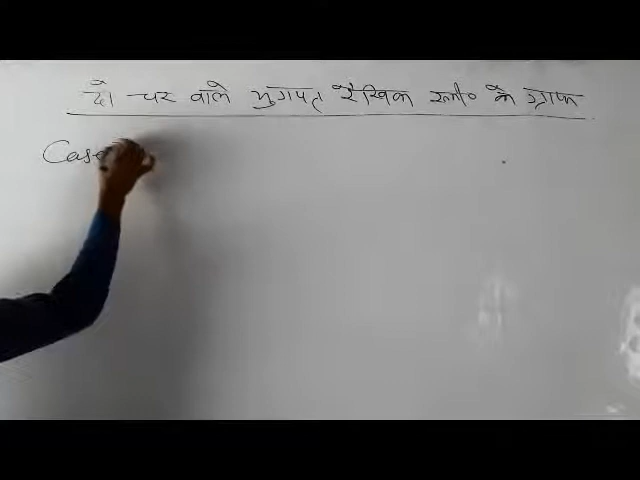 दो चर वाले युगपत रैखिक समी० के ग्राफ
Case